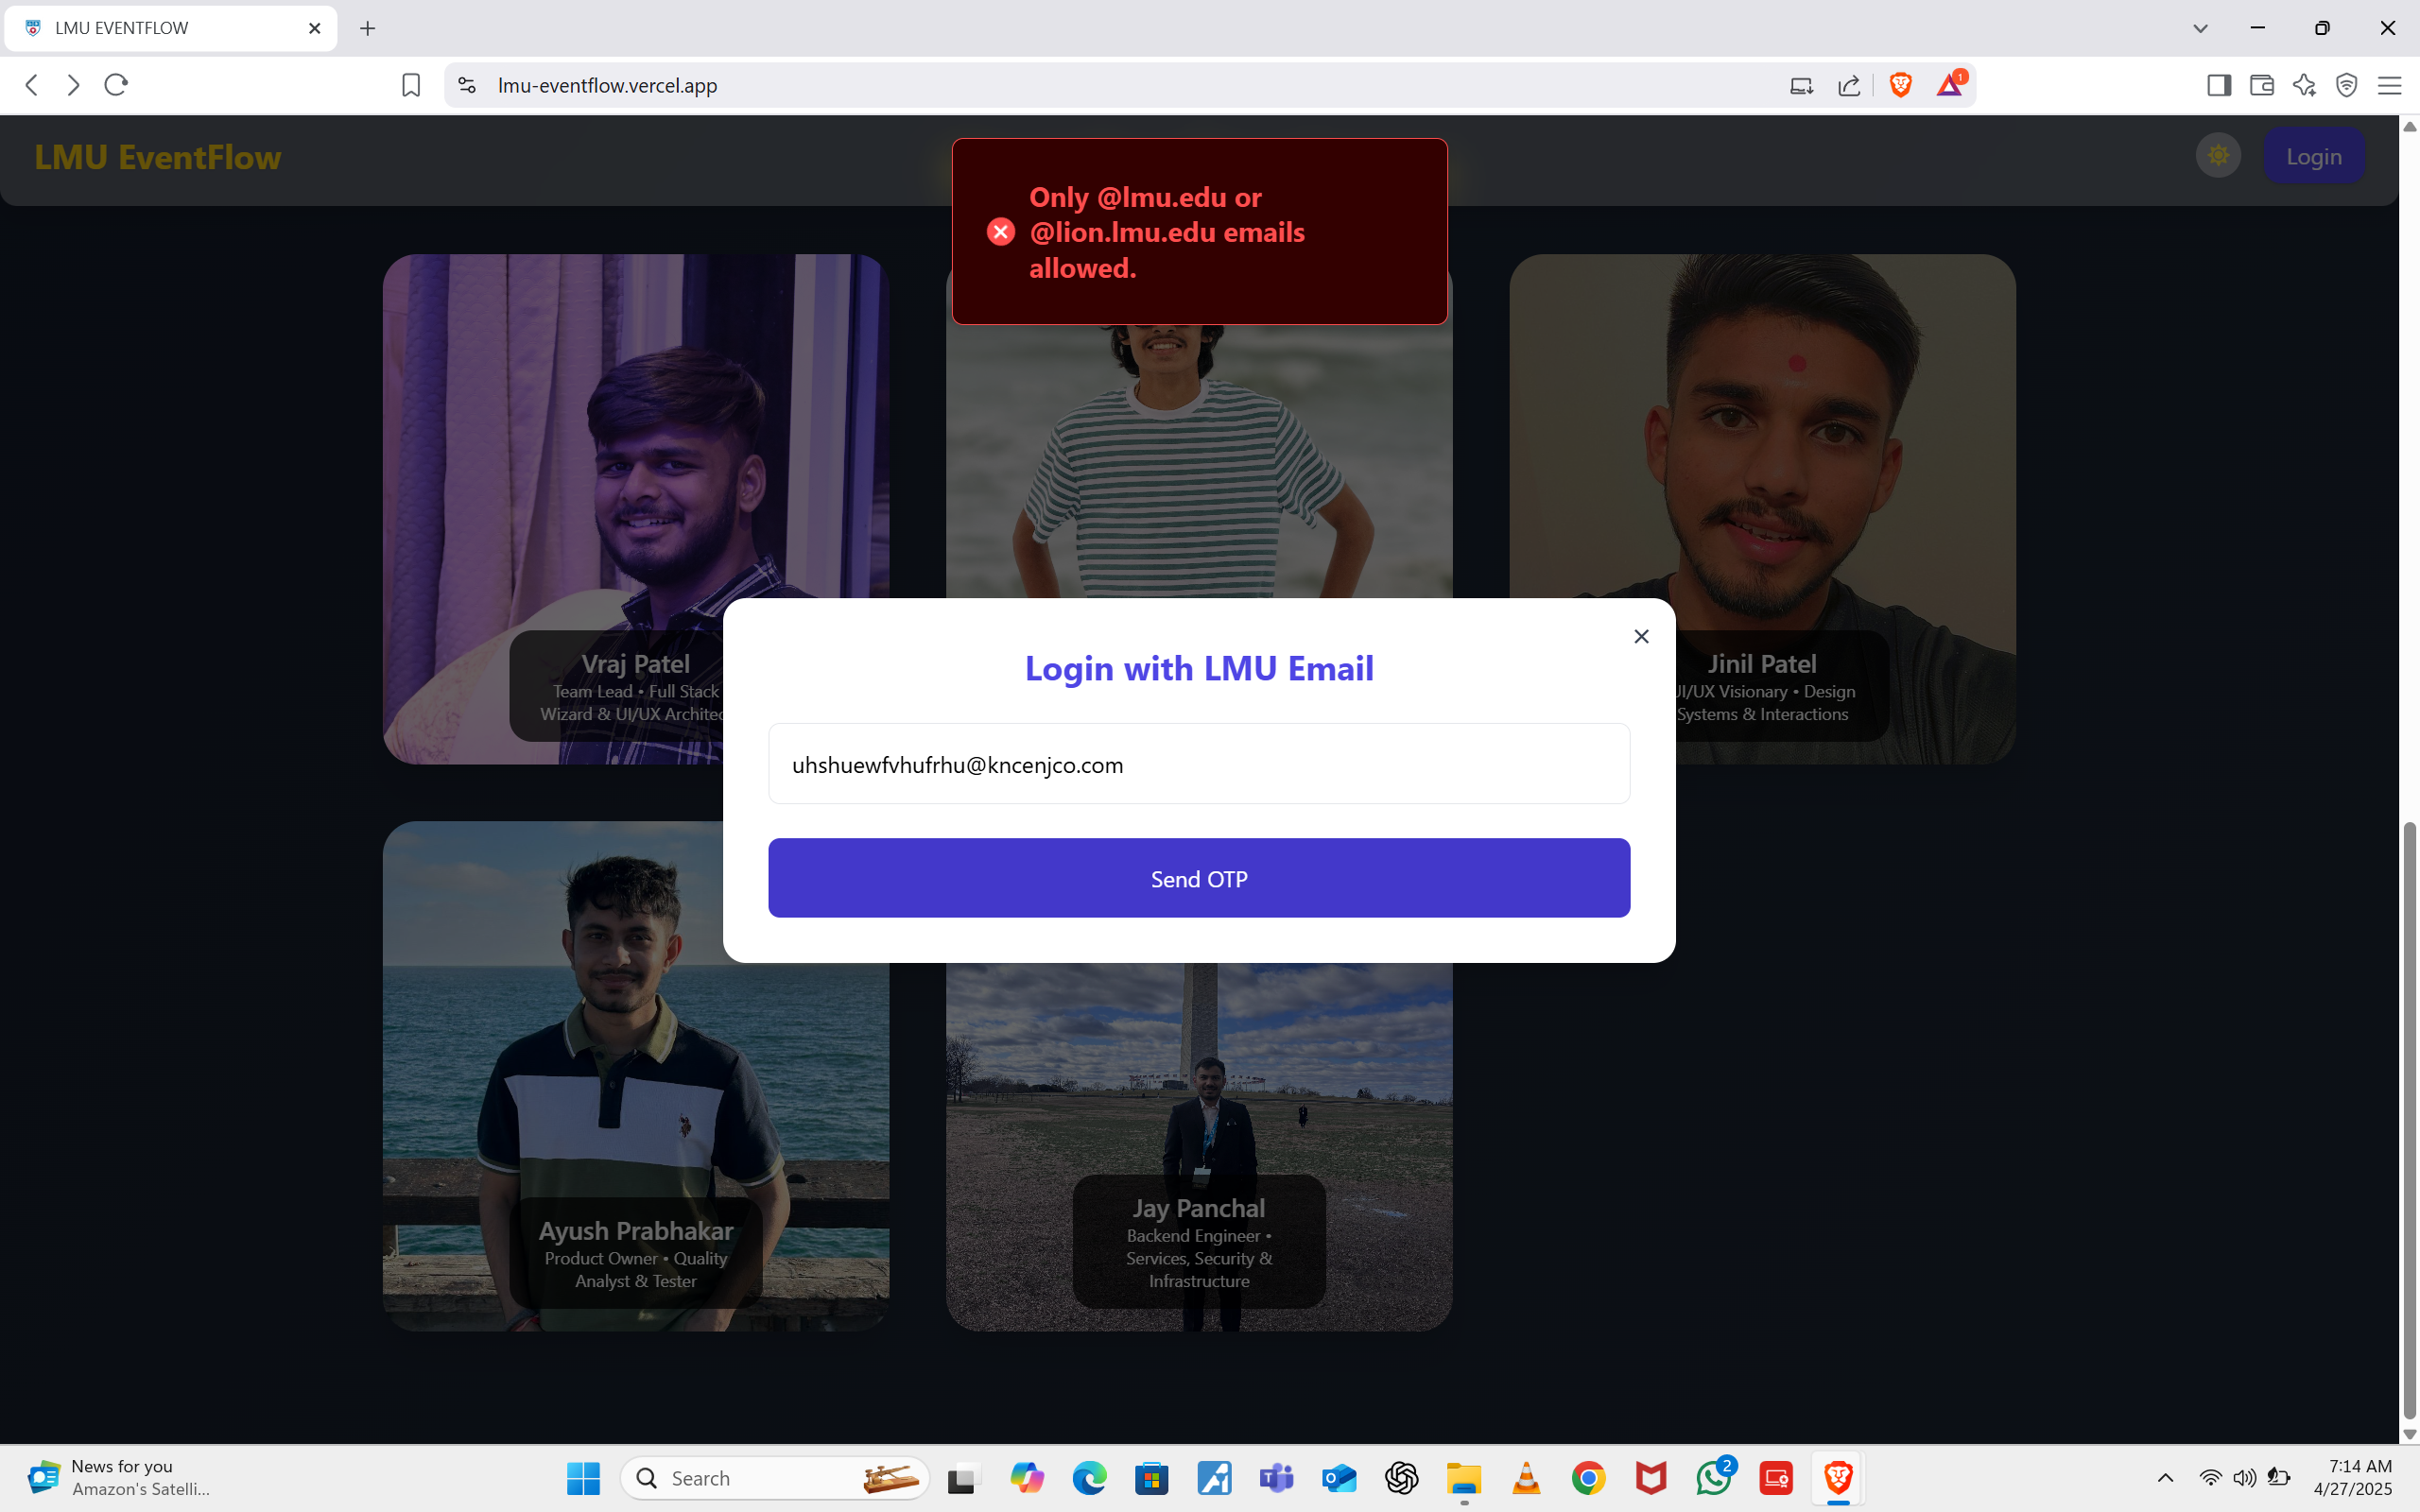 LMU EVENTFLOW
lmu-eventflow.vercel.app
1
LMU EventFlow
Login
Only @lmu.edu or
@lion.lmu.edu emails
allowed.
Vraj Patel
Team Lead • Full Stack
Wizard & UI/UX Architec
Jinil Patel
UI/UX Visionary • Design
Systems & Interactions
Login with LMU Email
uhshuewfvhufrhu@kncenjco.com
Send OTP
Ayush Prabhakar
Product Owner • Quality
Analyst & Tester
Jay Panchal
Backend Engineer •
Services, Security &
Infrastructure
News for you
Amazon's Satelli...
Search
2
7:14 AM
4/27/2025